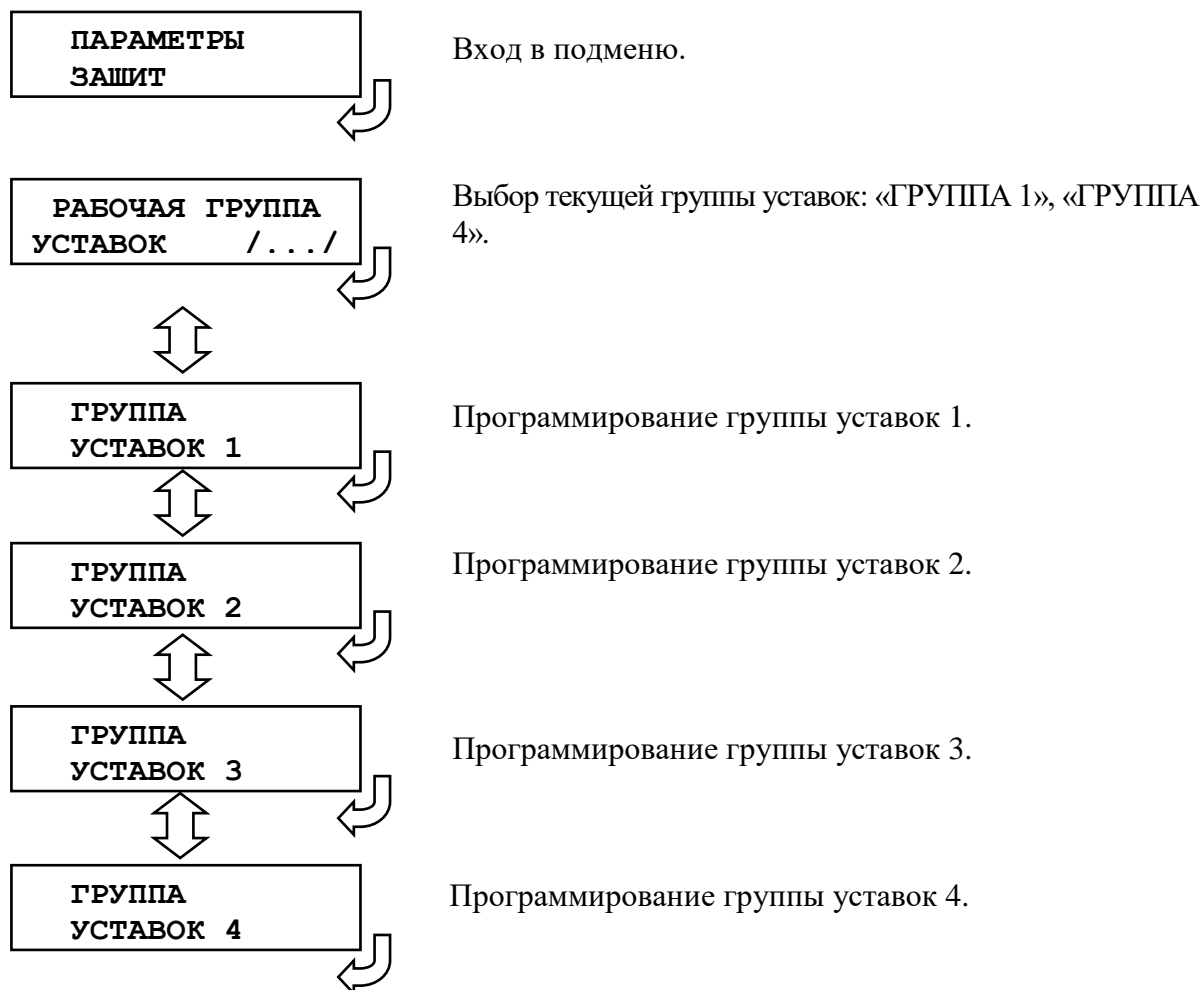 ПАРАМЕТРЫ
ЗАШИТ
Вход в подменю.
РАБОЧАЯ ГРУППА
УСТАВОК /.../
Выбор текущей группы уставок: «ГРУППА 1», «ГРУППА
4».
ГРУППА
УСТАВОК 1
Программирование группы уставок 1.
ГРУППА
УСТАВОК 2
Программирование группы уставок 2.
ГРУППА
УСТАВОК 3
Программирование группы уставок 3.
ГРУППА
УСТАВОК 4
Программирование группы уставок 4.